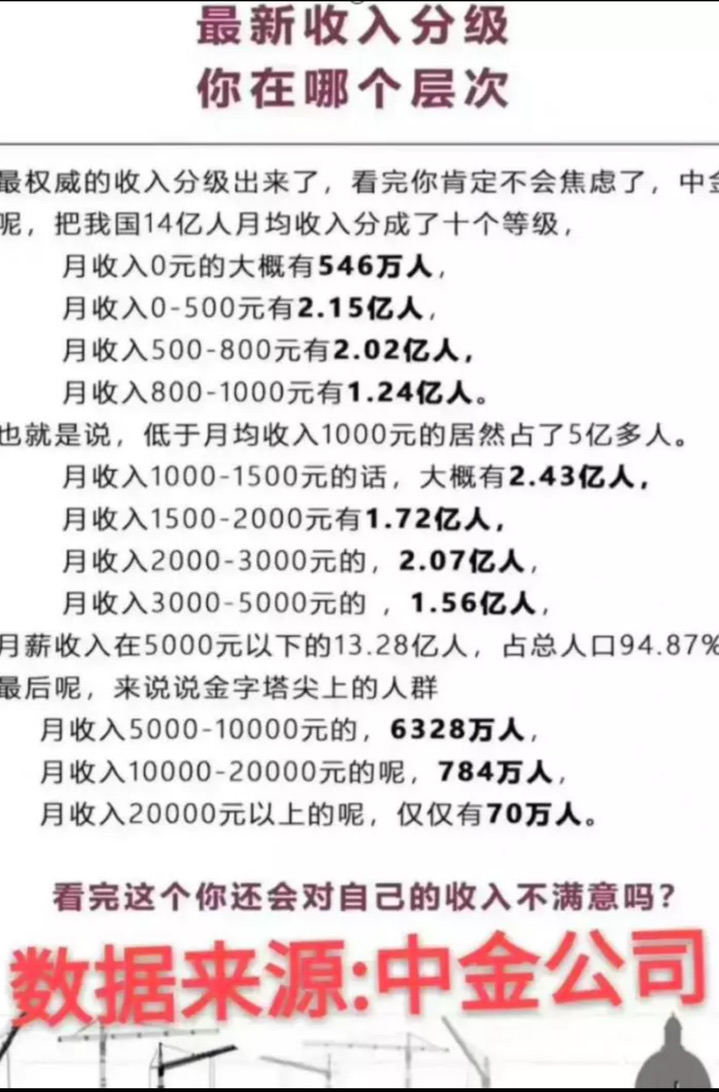 最新收入分级
你在哪个层次
最权威的收入分级出来了，看完你肯定不会焦虑了，中金
呢，把我国14亿人月均收入分成了十个等级，
月收入0元的大概有546万人，
月收入0-500元有2.15亿人，
月收入500-800元有2.02亿人，
月收入800-1000元有1.24亿人。
也就是说，低于月均收入1000元的居然占了5亿多人。
月收入1000-1500元的话，大概有2.43亿人，
月收入1500-2000元有1.72亿人，
月收入2000-3000元的，2.07亿人，
月收入3000-5000元的 ，1.56亿人，
月薪收入在5000元以下的13.28亿人，占总人口94.87%
最后呢，来说说金字塔尖上的人群
月收入5000-10000元的，6328万人，
月收入10000-20000元的呢，784万人，
月收入20000元以上的呢，仅仅有70万人。
看完这个你还会对自己的收入不满意吗？
数据来源:中金公司